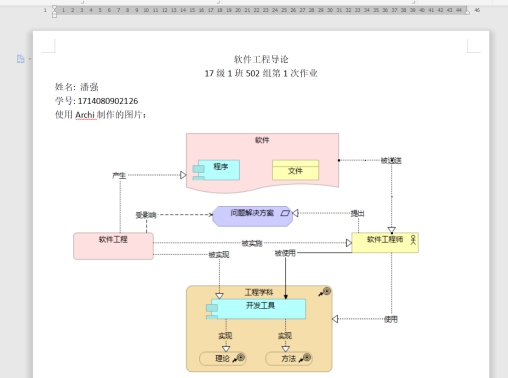 1 1 2 3 4 5 6 7 8 9 10 11 12 13 14 15 16 17 18 19 20 21 22 23 24 25 26 27 28 29 30 31 32 33 34 35 36 37 38 39 40 41 42 43 44 46
软件工程导论
17 级 1 班 502 组第 1 次作业
姓名: 潘强
学号: 1714080902126
使用 Archi 制作的图片:
软件
程序
文件
产生
被递送
受影响
问题解决方案
提出
软件工程
被实施
软件工程师
被实现
被使用
工程学科
开发工具
使用
实现
实现
理论
方法